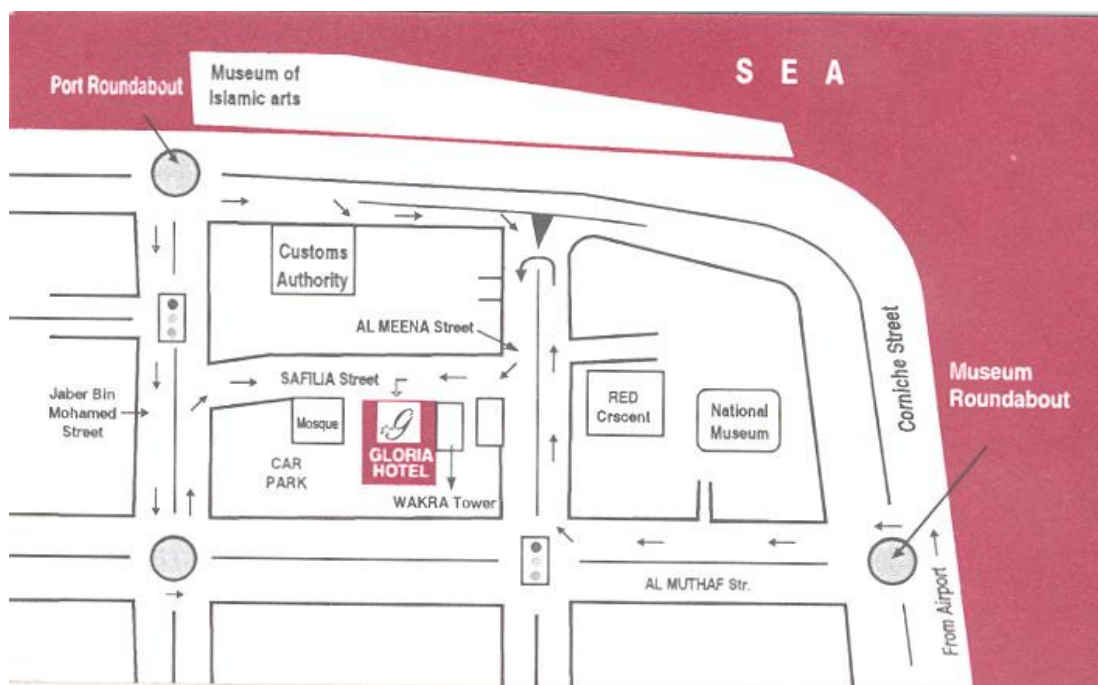 S E A
Museum of
Islamic arts
Port Roundabout
Customs
Authority
AL MEENA Street
SAFILIA Street
Jaber Bin
Mohamed
Street
Mosque
G
GLORIA
HOTEL
CAR
PARK
WAKRA Tower
RED
Crscent
National
Museum
Corniche Street
Museum
Roundabout
AL MUTHAF Str.
From Airport